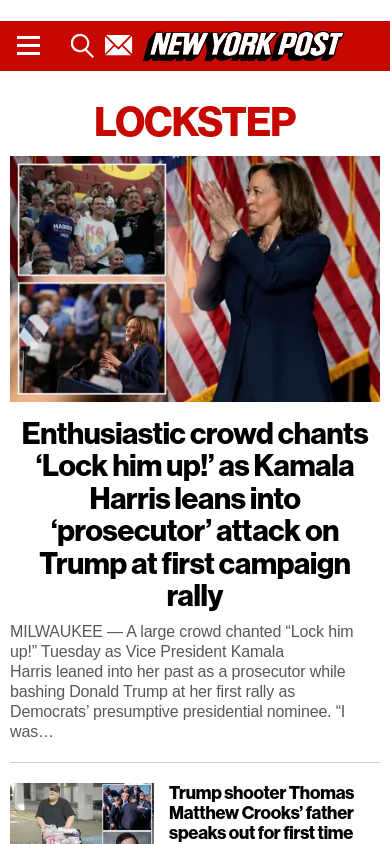 NEW YORK POST
LOCKSTEP
Enthusiastic crowd chants
‘Lock him up!’ as Kamala
Harris leans into
‘prosecutor’ attack on
Trump at first campaign
rally
MILWAUKEE — A large crowd chanted “Lock him
up!” Tuesday as Vice President Kamala
Harris leaned into her past as a prosecutor while
bashing Donald Trump at her first rally as
Democrats’ presumptive presidential nominee. “I
was…
Trump shooter Thomas
Matthew Crooks’ father
speaks out for first time